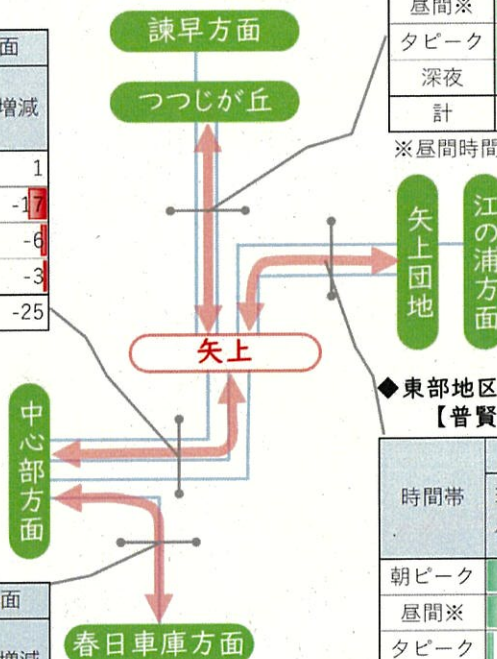 面
増減
1
-17
-6
-3
-25
諫早方面
つつじが丘
昼間※
タピーク
深夜
計
※昼間時間
矢上団地
江の浦方面
矢上
中心部方面
◆東部地区
【普賢
時間帯
朝ピーク
昼間※
タピーク
面
増減
春日車庫方面